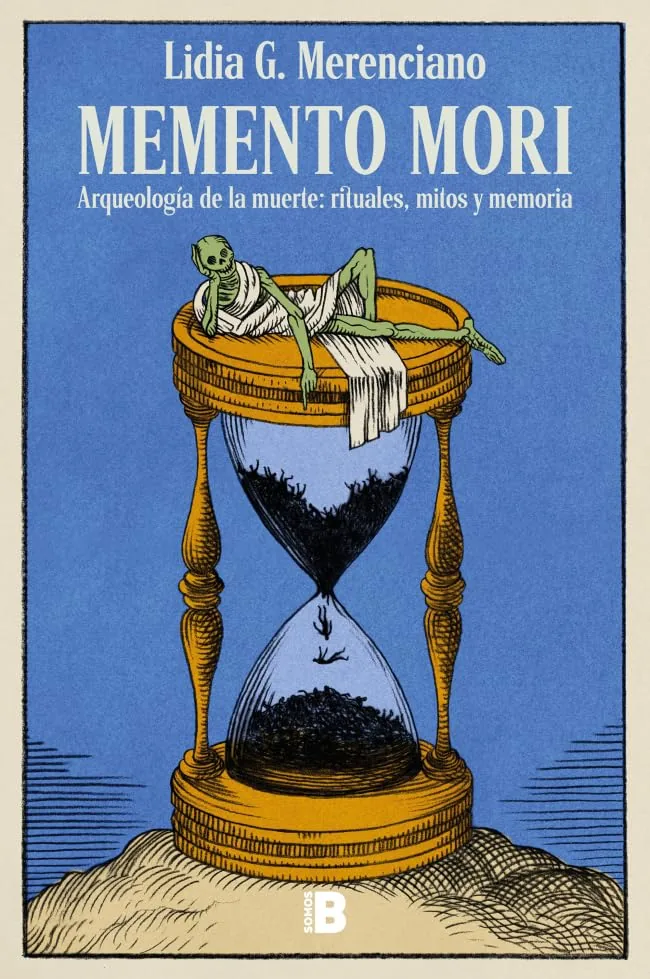 Lidia G. Merenciano
MEMENTO MORI
Arqueología de la muerte: rituales, mitos y memoria
SOMOS
B